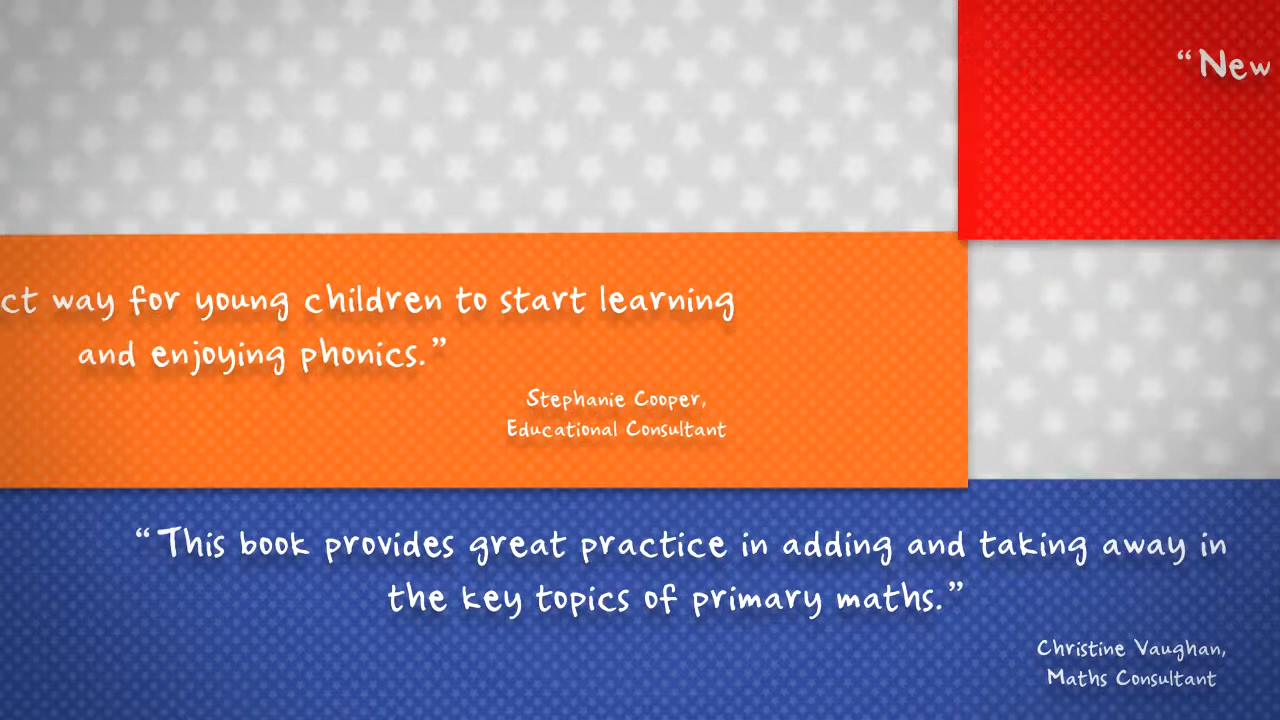 “New
ct way for young children to start learning
and enjoying phonics.”
Stephanie Cooper,
Educational Consultant
“This book provides great practice in adding and taking away in
the key topics of primary maths.”
Christine Vaughan,
Maths Consultant